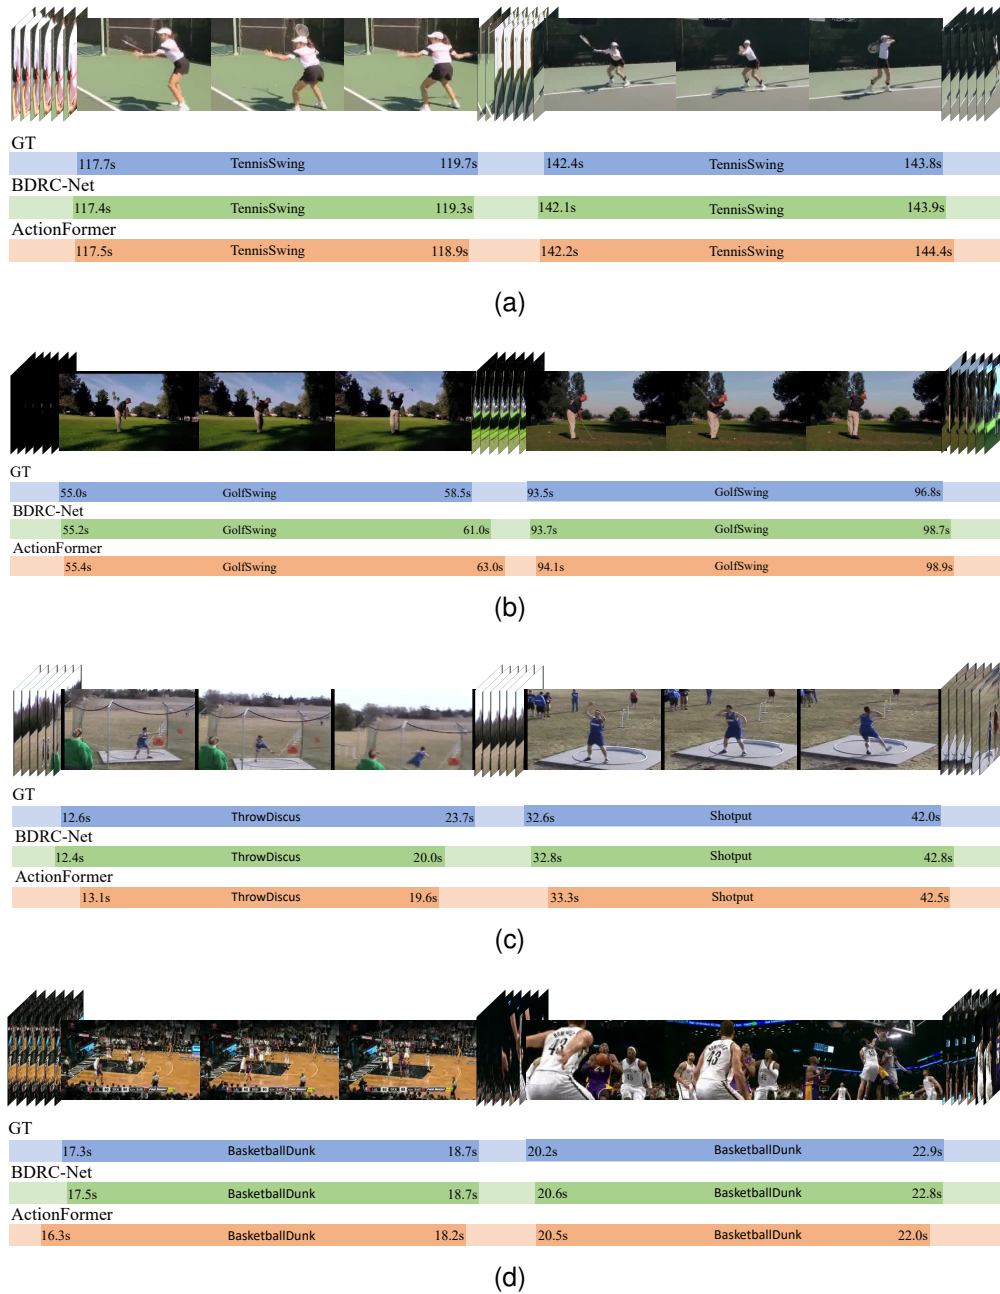 GT
117.7s TennisSwing 119.7s 142.4s TennisSwing 143.8s
BDRC-Net
117.4s TennisSwing 119.3s 142.1s TennisSwing 143.9s
ActionFormer
117.5s TennisSwing 118.9s 142.2s TennisSwing 144.4s
(a)
GT
55.0s GolfSwing 58.5s 93.5s GolfSwing 96.8s
BDRC-Net
55.2s GolfSwing 61.0s 93.7s GolfSwing 98.7s
ActionFormer
55.4s GolfSwing 63.0s 94.1s GolfSwing 98.9s
(b)
GT
12.6s ThrowDiscus 23.7s 32.6s Shotput 42.0s
BDRC-Net
12.4s ThrowDiscus 20.0s 32.8s Shotput 42.8s
ActionFormer
13.1s ThrowDiscus 19.6s 33.3s Shotput 42.5s
(c)
43 24 43
GT
17.3s BasketballDunk 18.7s 20.2s BasketballDunk 22.9s
BDRC-Net
17.5s BasketballDunk 18.7s 20.6s BasketballDunk 22.8s
ActionFormer
16.3s BasketballDunk 18.2s 20.5s BasketballDunk 22.0s
(d)